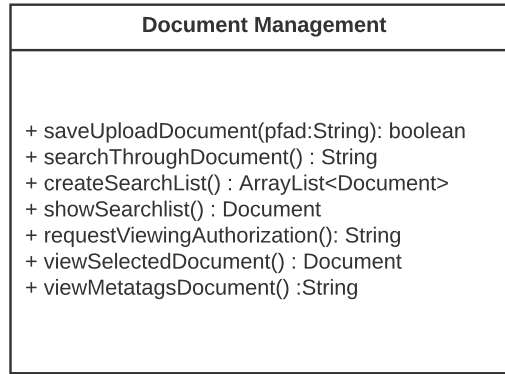 Document Management
+ saveUploadDocument(pfad:String): boolean
+ searchThroughDocument() : String
+ createSearchList() : ArrayList<Document>
+ showSearchlist() : Document
+ requestViewingAuthorization(): String
+ viewSelectedDocument() : Document
+ viewMetatagsDocument() :String